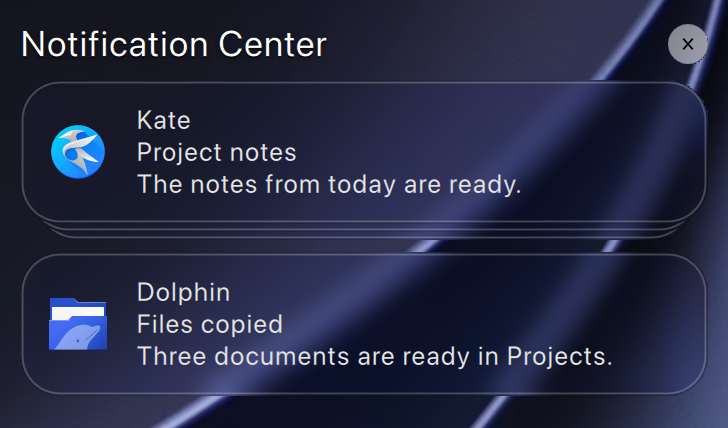 Notification Center
Kate
Project notes
The notes from today are ready.
Dolphin
Files copied
Three documents are ready in Projects.